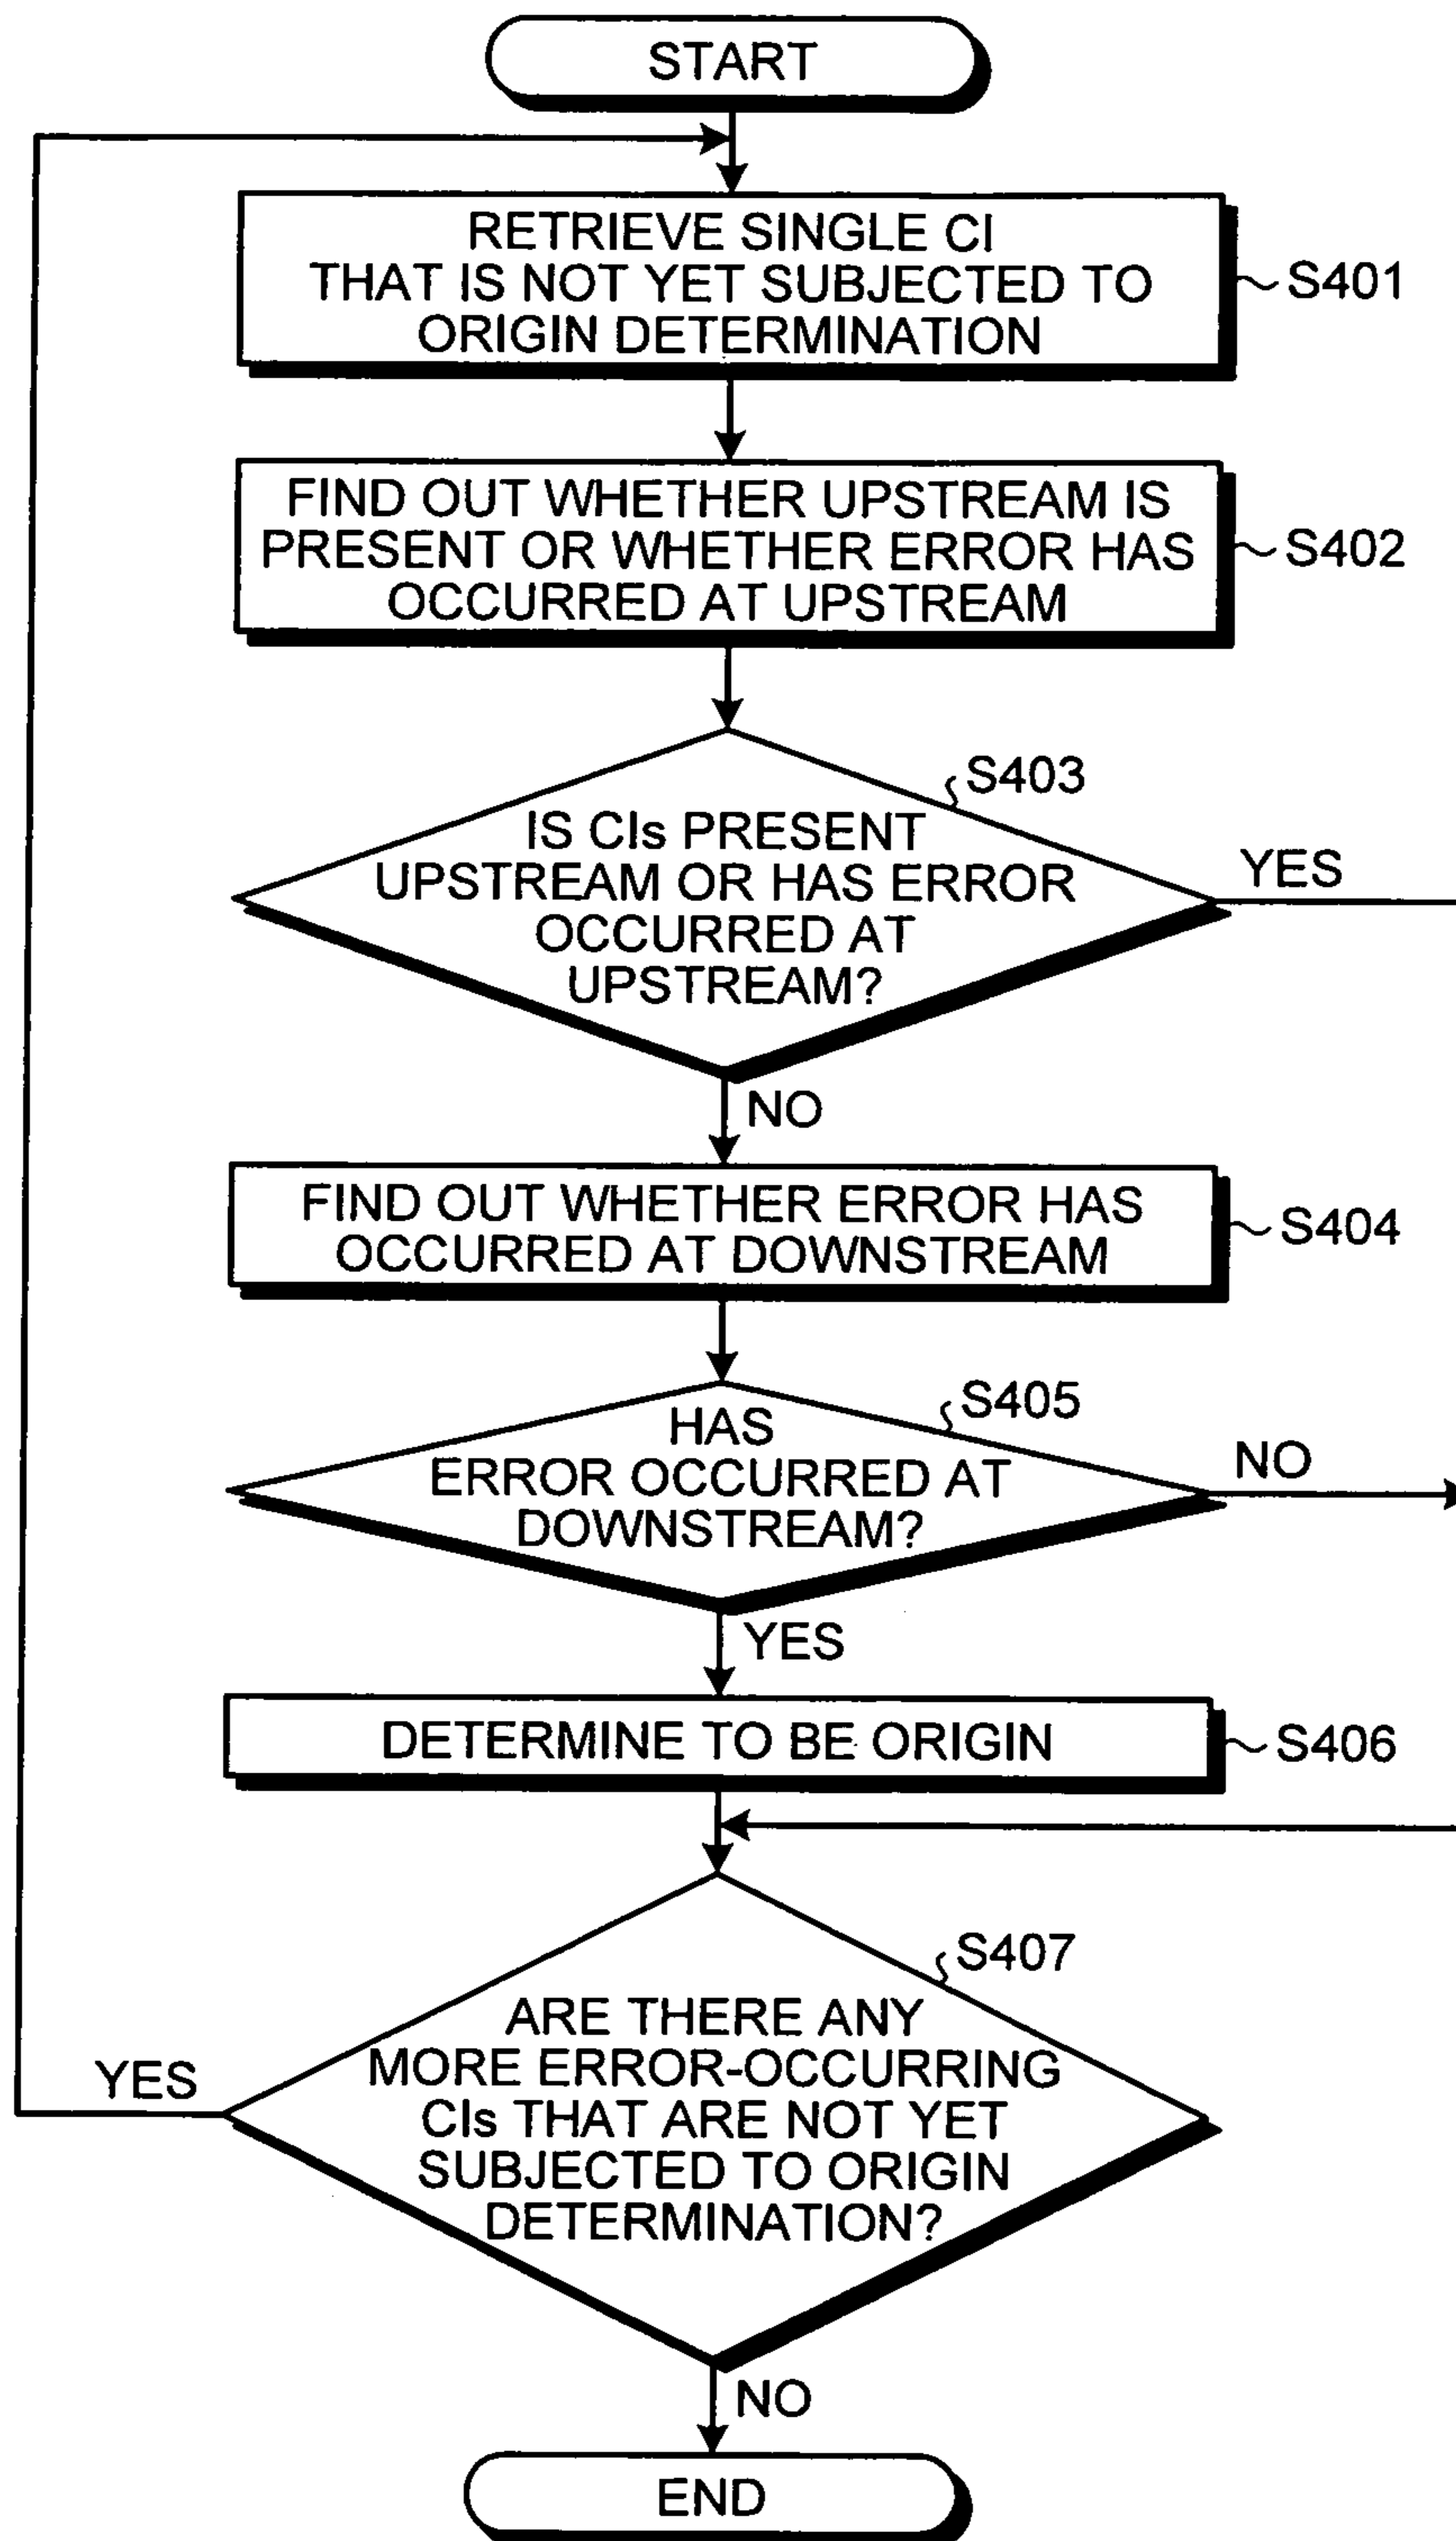 START
RETRIEVE SINGLE CI
THAT IS NOT YET SUBJECTED TO
ORIGIN DETERMINATION
S401
FIND OUT WHETHER UPSTREAM IS
PRESENT OR WHETHER ERROR HAS
OCCURRED AT UPSTREAM
S402
S403
IS CIs PRESENT
UPSTREAM OR HAS ERROR
OCCURRED AT
UPSTREAM?
YES
NO
FIND OUT WHETHER ERROR HAS
OCCURRED AT DOWNSTREAM
S404
S405
HAS
ERROR OCCURRED AT
DOWNSTREAM?
NO
YES
DETERMINE TO BE ORIGIN
S406
S407
ARE THERE ANY
MORE ERROR-OCCURRING
CIs THAT ARE NOT YET
SUBJECTED TO ORIGIN
DETERMINATION?
YES
NO
END